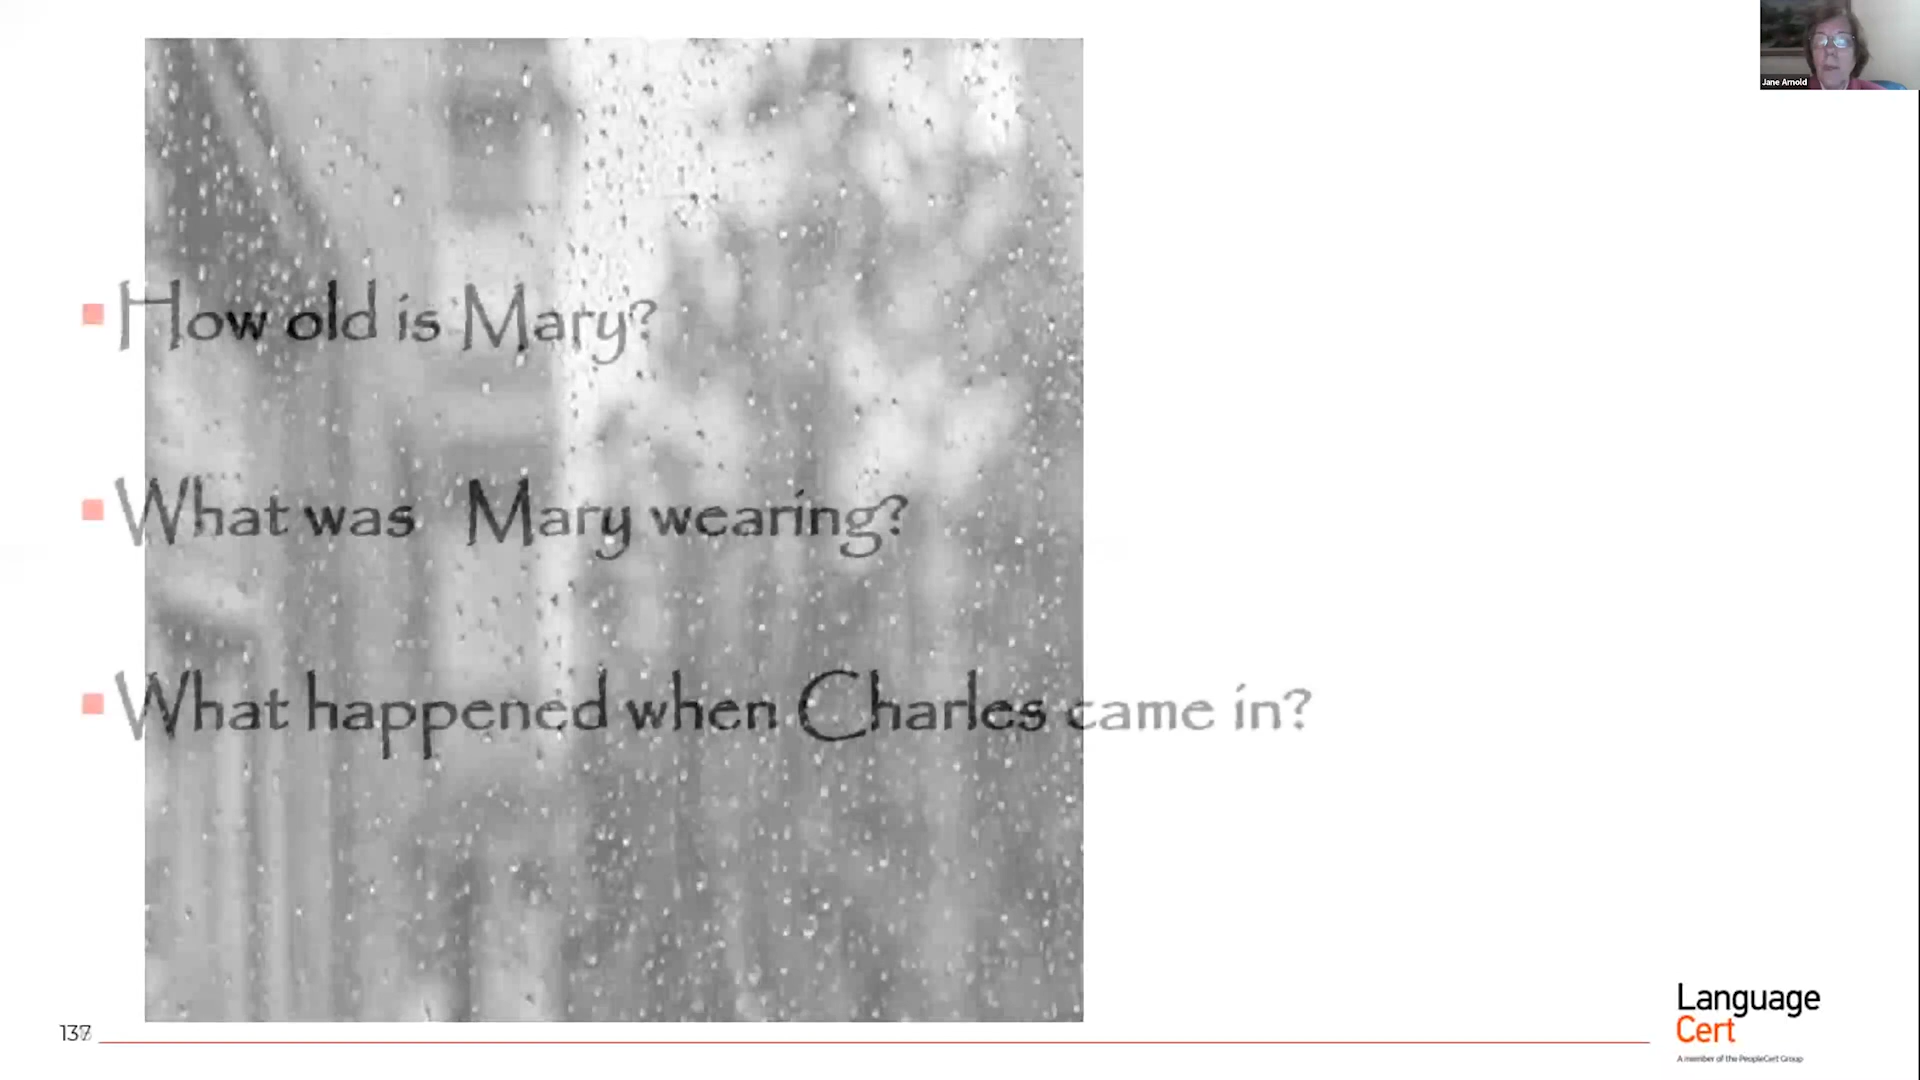 Jane Arnold
How old is Mary?
What was Mary wearing?
What happened when Charles came in?
Language
Cert
A member of the PeopleCert Group